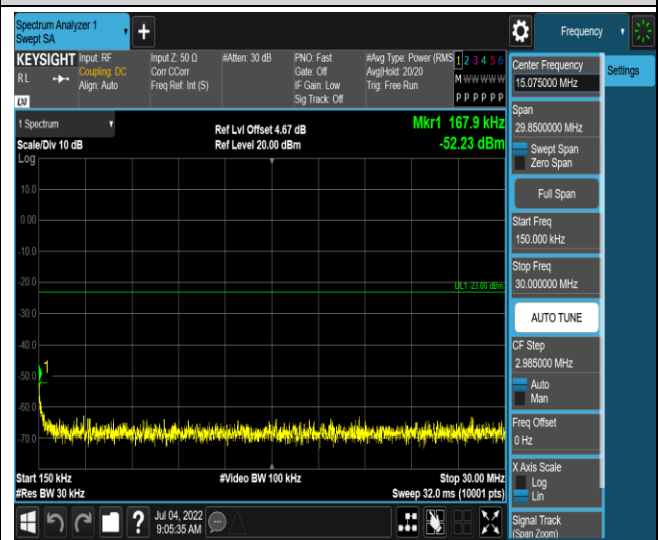 Spectrum Analyzer 1
Swept SA
Frequency
KEYSIGHT
RL
Input: RF
Coupling: DC
Align: Auto
Input Z: 50 Ω
Corr CCorr
Freq Ref: Int (S)
#Atten: 30 dB
PNO: Fast
Gate: Off
IF Gain: Low
Sig Track: Off
#Avg Type: Power (RMS
Avg|Hold: 20/20
Trig: Free Run
1 2 3 4 5 6
M W W W W W
P P P P P P
1 Spectrum
Scale/Div 10 dB
Ref Lvl Offset 4.67 dB
Ref Level 20.00 dBm
Mkr1 167.9 kHz
-52.23 dBm
Log
10.0
0.00
-10.0
-20.0
DL1 -23.00 dBm
-30.0
-40.0
1
-50.0
-60.0
-70.0
Start 150 kHz
#Video BW 100 kHz
Stop 30.00 MHz
#Res BW 30 kHz
Sweep 32.0 ms (10001 pts)
?
Jul 04, 2022
9:05:35 AM
Center Frequency
15.075000 MHz
Settings
Span
29.8500000 MHz
Swept Span
Zero Span
Full Span
Start Freq
150.000 kHz
Stop Freq
30.000000 MHz
AUTO TUNE
CF Step
2.985000 MHz
Auto
Man
Freq Offset
0 Hz
X Axis Scale
Log
Lin
Signal Track
(Span Zoom)